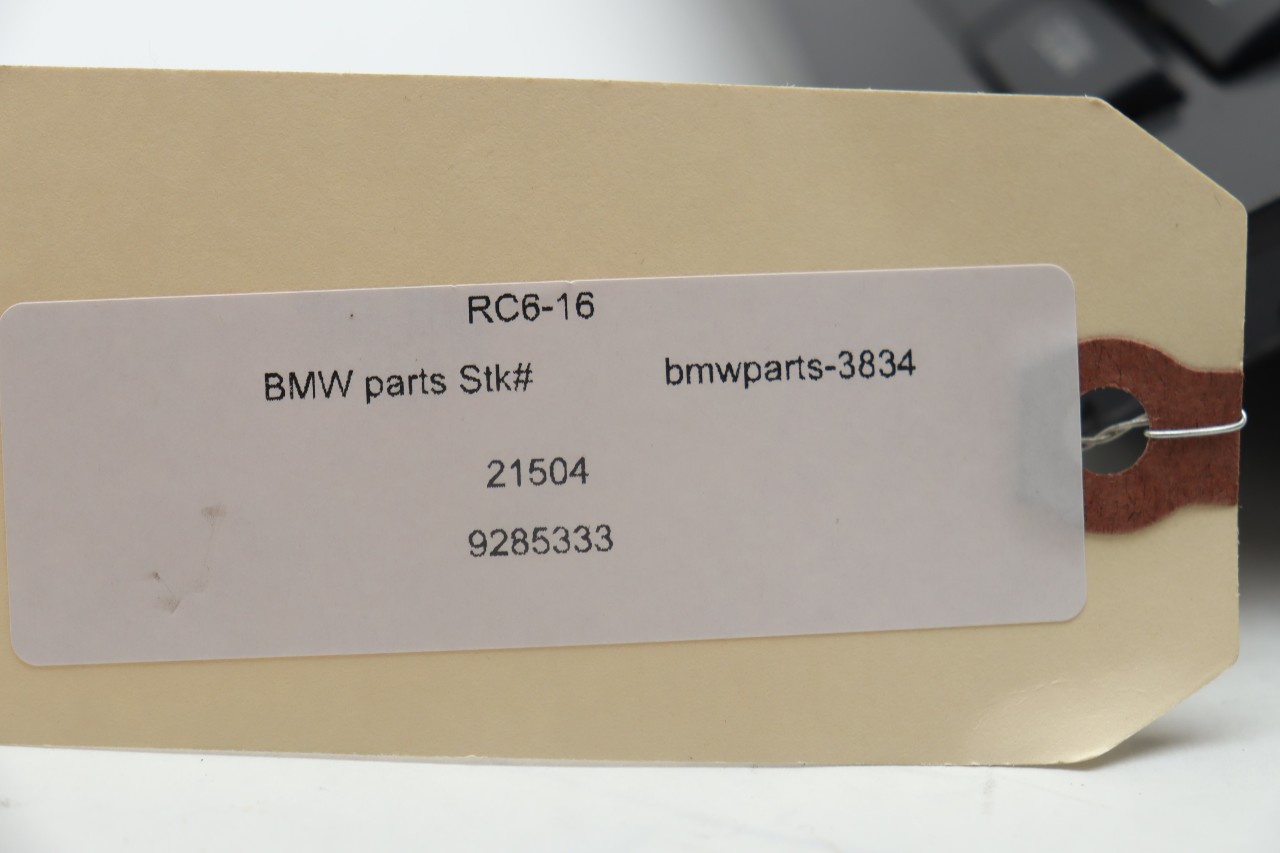 RC6-16
BMW parts Stk# bmwparts-3834
21504
9285333